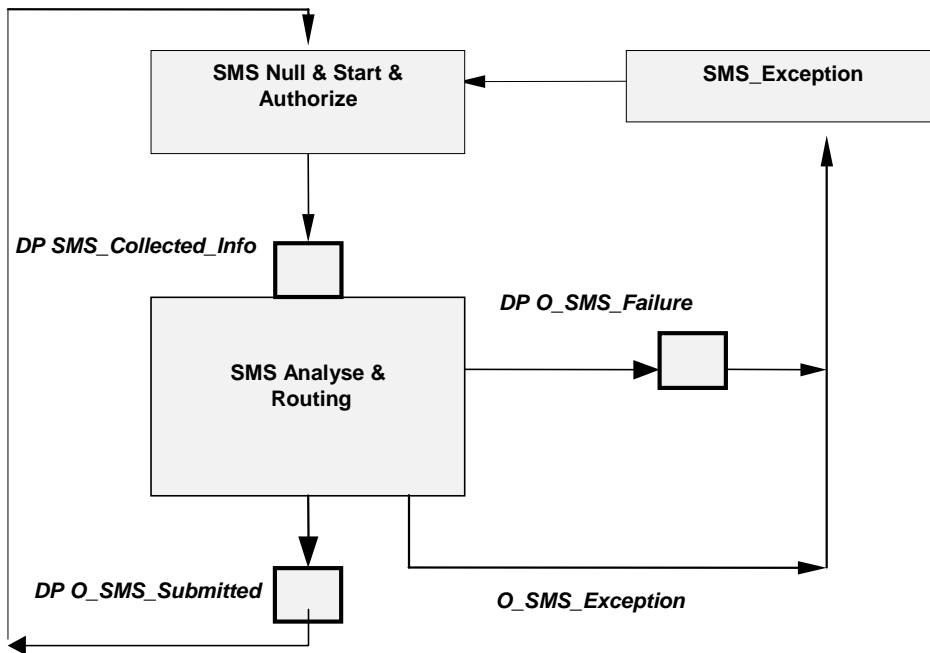 SMS Null & Start &
Authorize
SMS_Exception
DP SMS_Collected_Info
DP O_SMS_Failure
SMS Analyse &
Routing
DP O_SMS_Submitted
O_SMS_Exception